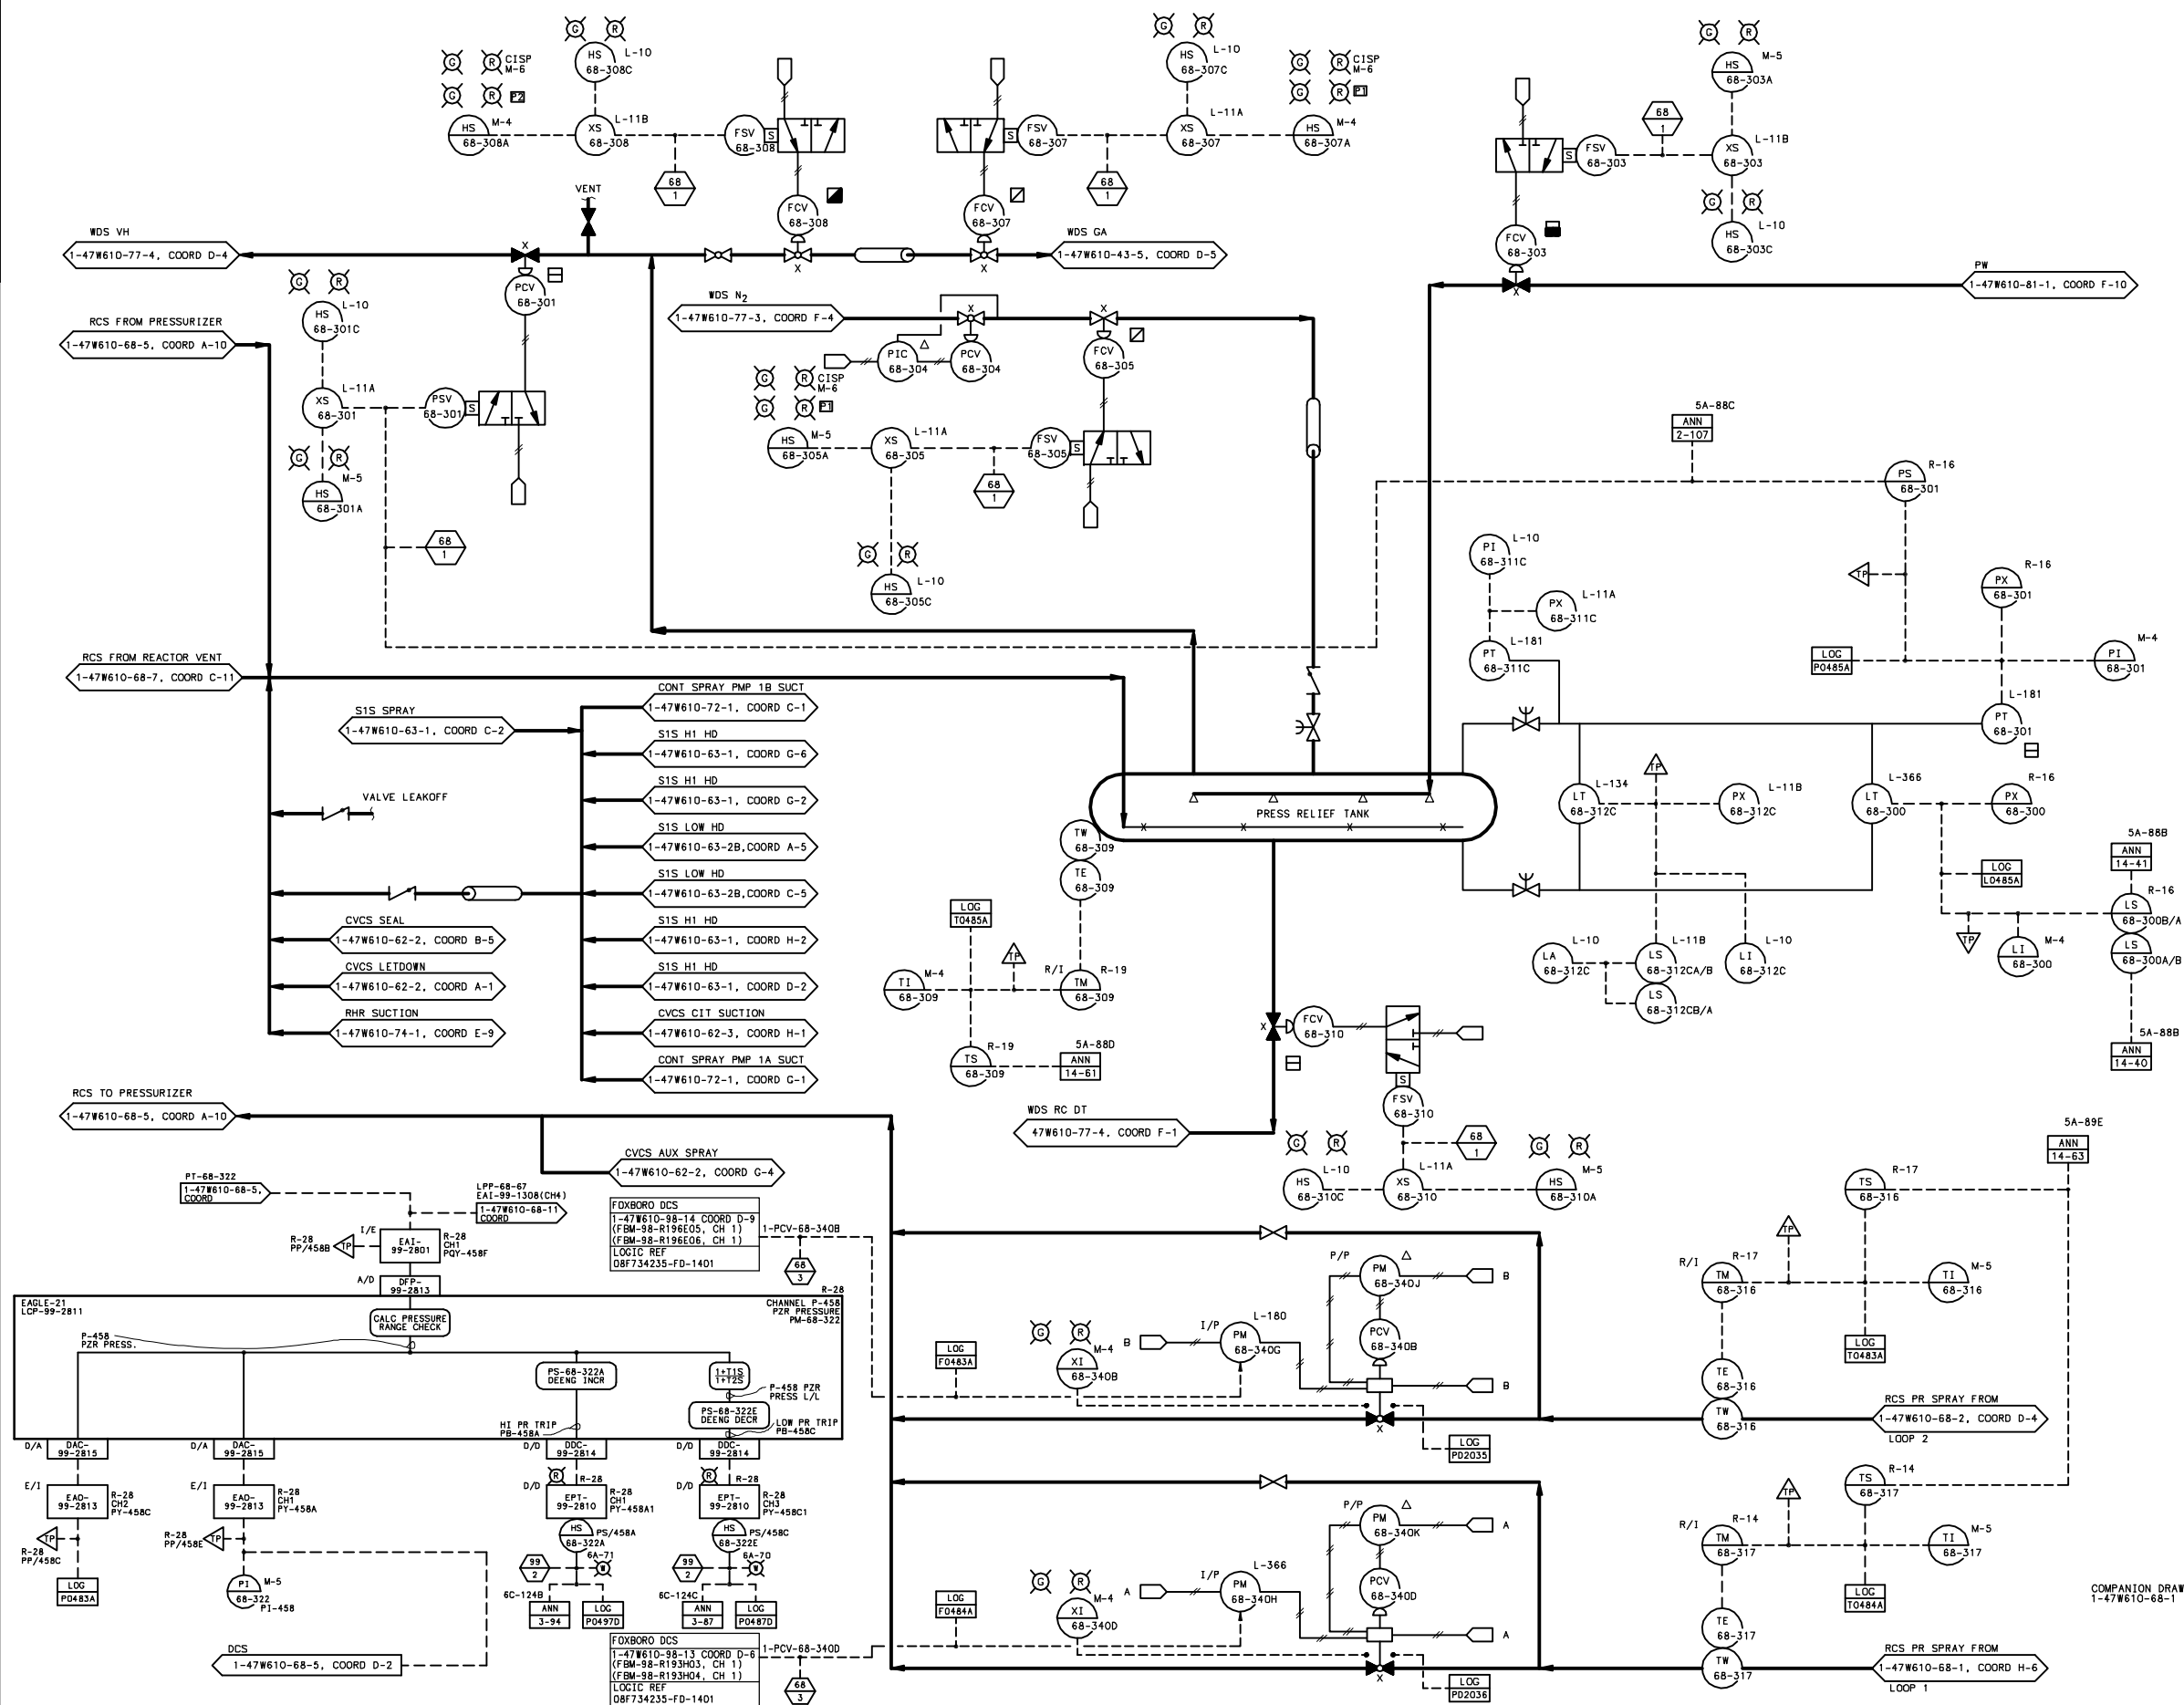 G R
HS
68-308C
L-10
G R CISP
M-6
G R P2
HS
68-308A
M-4
XS
68-308
L-11B
FSV
68-308
S
68
1
FCV
68-308
X
VENT
G R
HS
68-307C
L-10
G R CISP
M-6
G R P1
HS
68-307A
M-4
XS
68-307
L-11A
FSV
68-307
S
68
1
FCV
68-307
X
G R
HS
68-303A
M-5
XS
68-303
L-11B
FSV
68-303
S
68
1
G R
HS
68-303C
L-10
FCV
68-303
X
WDS VH
1-47W610-77-4, COORD D-4
X
PCV
68-301
WDS GA
1-47W610-43-5, COORD D-5
PW
1-47W610-81-1, COORD F-10
WDS N2
1-47W610-77-3, COORD F-4
X
PIC
68-304
PCV
68-304
X
FCV
68-305
G R
HS
68-301C
L-10
XS
68-301
L-11A
PSV
68-301
S
G R
HS
68-301A
M-5
68
1
RCS FROM PRESSURIZER
1-47W610-68-5, COORD A-10
G R CISP
M-6
G R P1
HS
68-305A
M-5
XS
68-305
L-11A
FSV
68-305
S
68
1
G R
HS
68-305C
L-10
5A-88C
ANN
2-107
PS
68-301
R-16
TP
PX
68-301
R-16
LOG
P0485A
PI
68-301
M-4
L-181
PT
68-301
PI
68-311C
L-10
PX
68-311C
L-11A
L-181
PT
68-311C
RCS FROM REACTOR VENT
1-47W610-68-7, COORD C-11
S1S SPRAY
1-47W610-63-1, COORD C-2
CONT SPRAY PMP 1B SUCT
1-47W610-72-1, COORD C-1
S1S H1 HD
1-47W610-63-1, COORD G-6
S1S H1 HD
1-47W610-63-1, COORD G-2
S1S LOW HD
1-47W610-63-2B,COORD A-5
S1S LOW HD
1-47W610-63-2B,COORD C-5
S1S H1 HD
1-47W610-63-1, COORD H-2
S1S H1 HD
1-47W610-63-1, COORD D-2
CVCS CIT SUCTION
1-47W610-62-3, COORD H-1
CONT SPRAY PMP 1A SUCT
1-47W610-72-1, COORD G-1
VALVE LEAKOFF
CVCS SEAL
1-47W610-62-2, COORD B-5
CVCS LETDOWN
1-47W610-62-2, COORD A-1
RHR SUCTION
1-47W610-74-1, COORD E-9
PRESS RELIEF TANK
X X X X
TW
68-309
TE
68-309
LOG
T0485A
TP
TI
68-309
M-4
R/I
TM
68-309
R-19
TS
68-309
R-19
5A-88D
ANN
14-61
L-134
LT
68-312C
TP
PX
68-312C
L-11B
L-366
LT
68-300
R-16
PX
68-300
LOG
L0485A
5A-88B
ANN
14-41
R-16
LS
68-300B/A
LS
68-300A/B
TP
LI
68-300
M-4
5A-88B
ANN
14-40
L-10
LA
68-312C
L-11B
LS
68-312CA/B
LS
68-312CB/A
L-10
LI
68-312C
X
FCV
68-310
S
FSV
68-310
68
1
WDS RC DT
47W610-77-4, COORD F-1
G R
HS
68-310C
L-10
XS
68-310
L-11A
G R
HS
68-310A
M-5
RCS TO PRESSURIZER
1-47W610-68-5, COORD A-10
CVCS AUX SPRAY
1-47W610-62-2, COORD G-4
PT-68-322
1-47W610-68-5,
COORD
LPP-68-67
EAI-99-1308(CH4)
1-47W610-68-11
COORD
R-28
PP/458B
TP
I/E
EAI-
99-2801
R-28
CH1
PQY-458F
A/D
DFP-
99-2813
R-28
EAGLE-21
LCP-99-2811
CHANNEL P-458
PZR PRESSURE
PM-68-322
CALC PRESSURE
RANGE CHECK
P-458
PZR PRESS.
PS-68-322A
DEENG INCR
1+T1S
1+T2S
P-458 PZR
PRESS L/L
PS-68-322E
DEENG DECR
HI PR TRIP
PB-458A
LOW PR TRIP
PB-458C
D/A
DAC-
99-2815
D/A
DAC-
99-2815
D/D
DDC-
99-2814
D/D
DDC-
99-2814
E/I
EAO-
99-2813
R-28
CH2
PY-458C
E/I
EAO-
99-2813
R-28
CH1
PY-458A
R R-28
D/D
EPT-
99-2810
R-28
CH1
PY-458A1
R R-28
D/D
EPT-
99-2810
R-28
CH3
PY-458C1
TP
R-28
PP/458C
LOG
P0483A
R-28
PP/458E
TP
PI
68-322
M-5
PI-458
HS
68-322A
PS/458A
99
2
6A-71
W
6C-124B
ANN
3-94
LOG
P0497D
HS
68-322E
PS/458C
99
2
6A-70
W
6C-124C
ANN
3-87
LOG
P0487D
DCS
1-47W610-68-5, COORD D-2
FOXBORO DCS
1-47W610-98-14 COORD D-9
(FBM-98-R196E05, CH 1)
(FBM-98-R196E06, CH 1)
LOGIC REF
08F734235-FD-1401
1-PCV-68-340B
68
3
FOXBORO DCS
1-47W610-98-13 COORD D-6
(FBM-98-R193H03, CH 1)
(FBM-98-R193H04, CH 1)
LOGIC REF
08F734235-FD-1401
1-PCV-68-340D
68
3
LOG
F0483A
G R
XI
68-340B
M-4
B
I/P
PM
68-340G
L-180
P/P
PM
68-340J
B
PCV
68-340B
B
X
LOG
PD2035
5A-89E
ANN
14-63
R-17
TS
68-316
TP
R/I
TM
68-316
R-17
TI
68-316
M-5
LOG
T0483A
TE
68-316
TW
68-316
RCS PR SPRAY FROM
1-47W610-68-2, COORD D-4
LOOP 2
LOG
F0484A
G R
XI
68-340D
M-4
A
I/P
PM
68-340H
L-366
P/P
PM
68-340K
A
PCV
68-340D
A
X
LOG
PD2036
R-14
TS
68-317
TP
R/I
TM
68-317
R-14
TI
68-317
M-5
LOG
T0484A
TE
68-317
TW
68-317
RCS PR SPRAY FROM
1-47W610-68-1, COORD H-6
LOOP 1
COMPANION DRAW
1-47W610-68-1